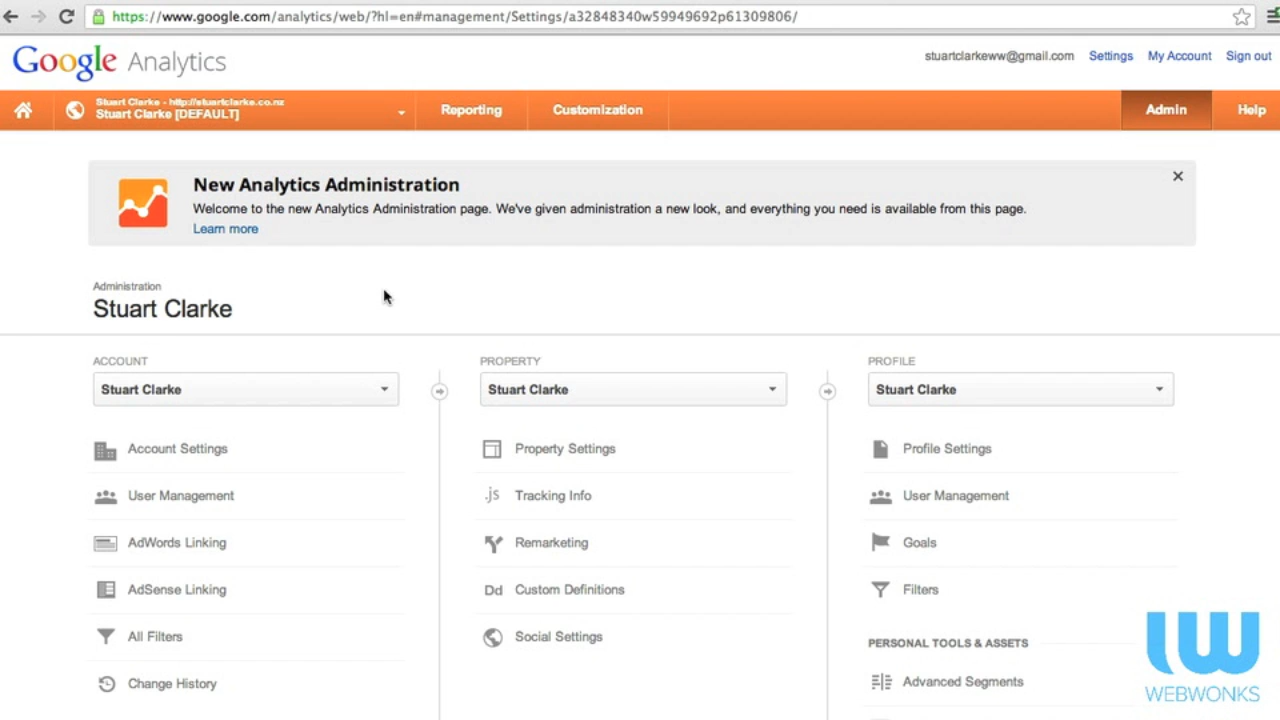 https://www.google.com/analytics/web/?hl=en#management/Settings/a32848340w59949692p61309806/
Google Analytics
stuartclarkeww@gmail.com Settings My Account Sign out
Stuart Clarke - http://stuartclarke.co.nz
Stuart Clarke [DEFAULT]
Reporting Customization Admin Help
New Analytics Administration
Welcome to the new Analytics Administration page. We've given administration a new look, and everything you need is available from this page.
Learn more
Administration
Stuart Clarke
ACCOUNT PROPERTY PROFILE
Stuart Clarke Stuart Clarke Stuart Clarke
Account Settings Property Settings Profile Settings
User Management .js Tracking Info User Management
AdWords Linking Remarketing Goals
AdSense Linking Dd Custom Definitions Filters
All Filters Social Settings
PERSONAL TOOLS & ASSETS
Change History Advanced Segments
WEBWONKS